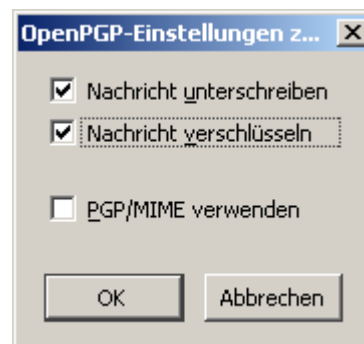 OpenPGP-Einstellungen z...
Nachricht unterschreiben
Nachricht verschlüsseln
PGP/MIME verwenden
OK Abbrechen